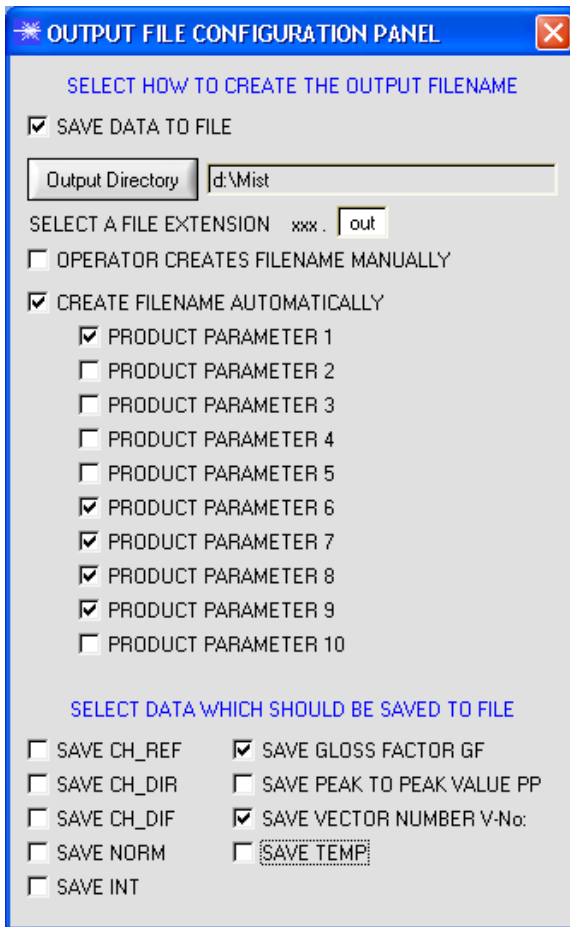 OUTPUT FILE CONFIGURATION PANEL
SELECT HOW TO CREATE THE OUTPUT FILENAME
SAVE DATA TO FILE
Output Directory d:\Mist
SELECT A FILE EXTENSION xxx . out
OPERATOR CREATES FILENAME MANUALLY
CREATE FILENAME AUTOMATICALLY
PRODUCT PARAMETER 1
PRODUCT PARAMETER 2
PRODUCT PARAMETER 3
PRODUCT PARAMETER 4
PRODUCT PARAMETER 5
PRODUCT PARAMETER 6
PRODUCT PARAMETER 7
PRODUCT PARAMETER 8
PRODUCT PARAMETER 9
PRODUCT PARAMETER 10
SELECT DATA WHICH SHOULD BE SAVED TO FILE
SAVE CH_REF SAVE GLOSS FACTOR GF
SAVE CH_DIR SAVE PEAK TO PEAK VALUE PP
SAVE CH_DIF SAVE VECTOR NUMBER V-No:
SAVE NORM SAVE TEMP
SAVE INT